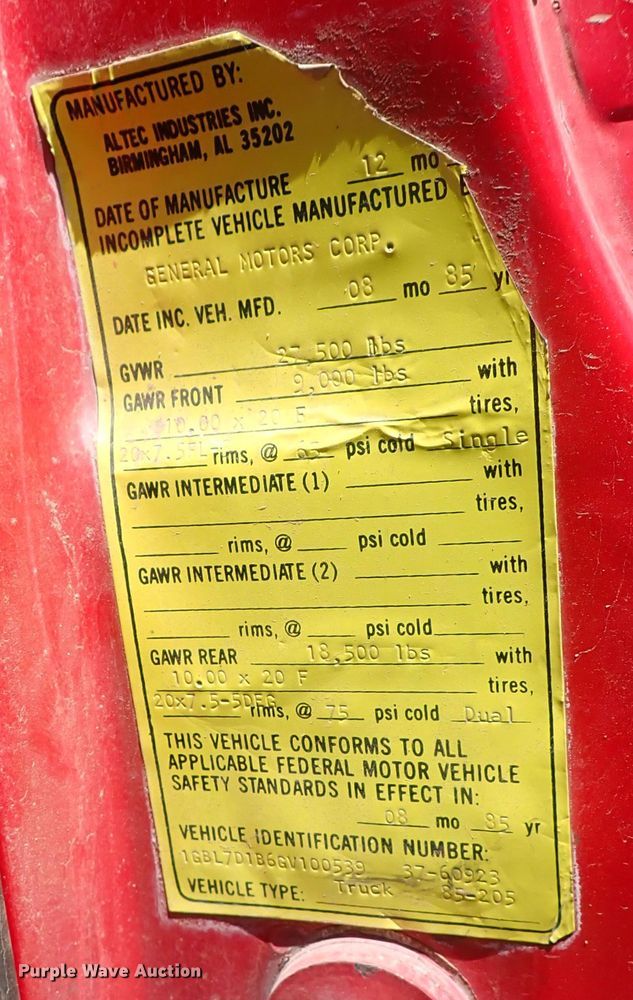 MANUFACTURED BY:
ALTEC INDUSTRIES INC.
BIRMINGHAM, AL 35202
DATE OF MANUFACTURE 12 mo
INCOMPLETE VEHICLE MANUFACTURED
GENERAL MOTORS CORP.
DATE INC. VEH. MFD. 08 mo 85 yr
GVWR 27,500 lbs
GAWR FRONT 9,000 lbs with
10.00 x 20 F tires,
rims, @ 65 psi cold Single
GAWR INTERMEDIATE (1) with
tires,
rims, @ psi cold
GAWR INTERMEDIATE (2) with
tires,
rims, @ psi cold
GAWR REAR 18,500 lbs with
10.00 x 20 F tires,
20x7.5-5DEG rims, @ 75 psi cold Dual
THIS VEHICLE CONFORMS TO ALL
APPLICABLE FEDERAL MOTOR VEHICLE
SAFETY STANDARDS IN EFFECT IN:
08 mo 85 yr
VEHICLE IDENTIFICATION NUMBER:
1GBL7D1B6GV100539 37-60923
VEHICLE TYPE: Truck 85-205
Purple Wave Auction